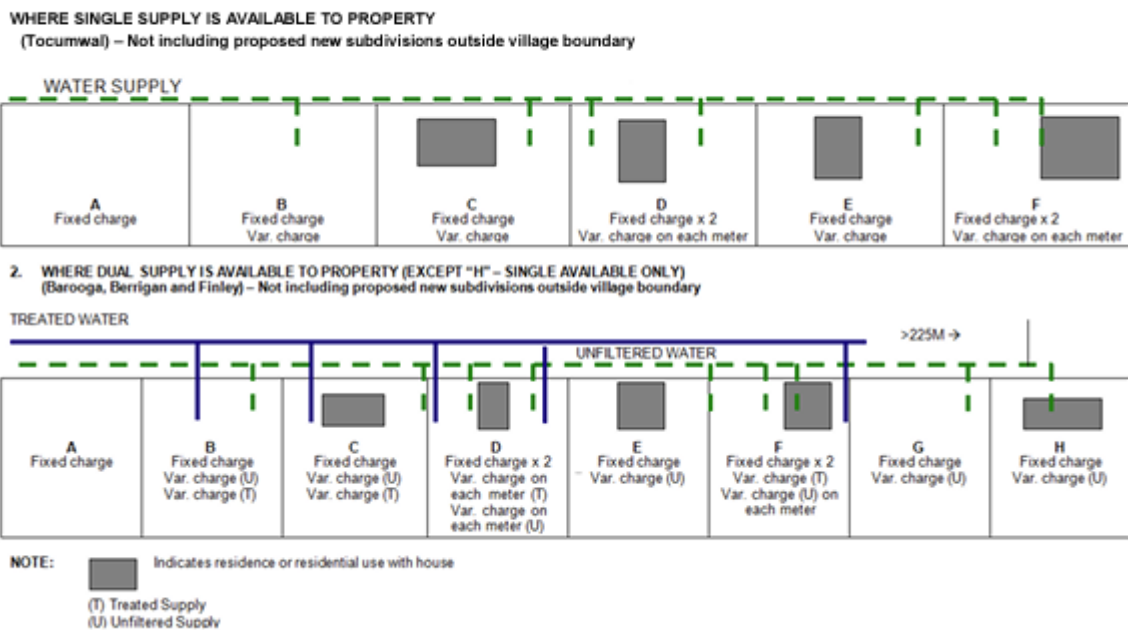 WHERE SINGLE SUPPLY IS AVAILABLE TO PROPERTY
(Tocumwal) – Not including proposed new subdivisions outside village boundary
WATER SUPPLY
A
Fixed charge
B
Fixed charge
Var. charge
C
Fixed charge
Var. charge
D
Fixed charge x 2
Var. charge on each meter
E
Fixed charge
Var. charge
F
Fixed charge x 2
Var. charge on each meter
2. WHERE DUAL SUPPLY IS AVAILABLE TO PROPERTY (EXCEPT “H” – SINGLE AVAILABLE ONLY)
(Barooga, Berrigan and Finley) – Not including proposed new subdivisions outside village boundary
TREATED WATER
>225M →
UNFILTERED WATER
A
Fixed charge
B
Fixed charge
Var. charge (U)
Var. charge (T)
C
Fixed charge
Var. charge (U)
Var. charge (T)
D
Fixed charge x 2
Var. charge on
each meter (T)
Var. charge on
each meter (U)
E
Fixed charge
Var. charge (U)
F
Fixed charge x 2
Var. charge (T)
Var. charge (U) on
each meter
G
Fixed charge
Var. charge (U)
H
Fixed charge
Var. charge (U)
NOTE:
Indicates residence or residential use with house
(T) Treated Supply
(U) Unfiltered Supply